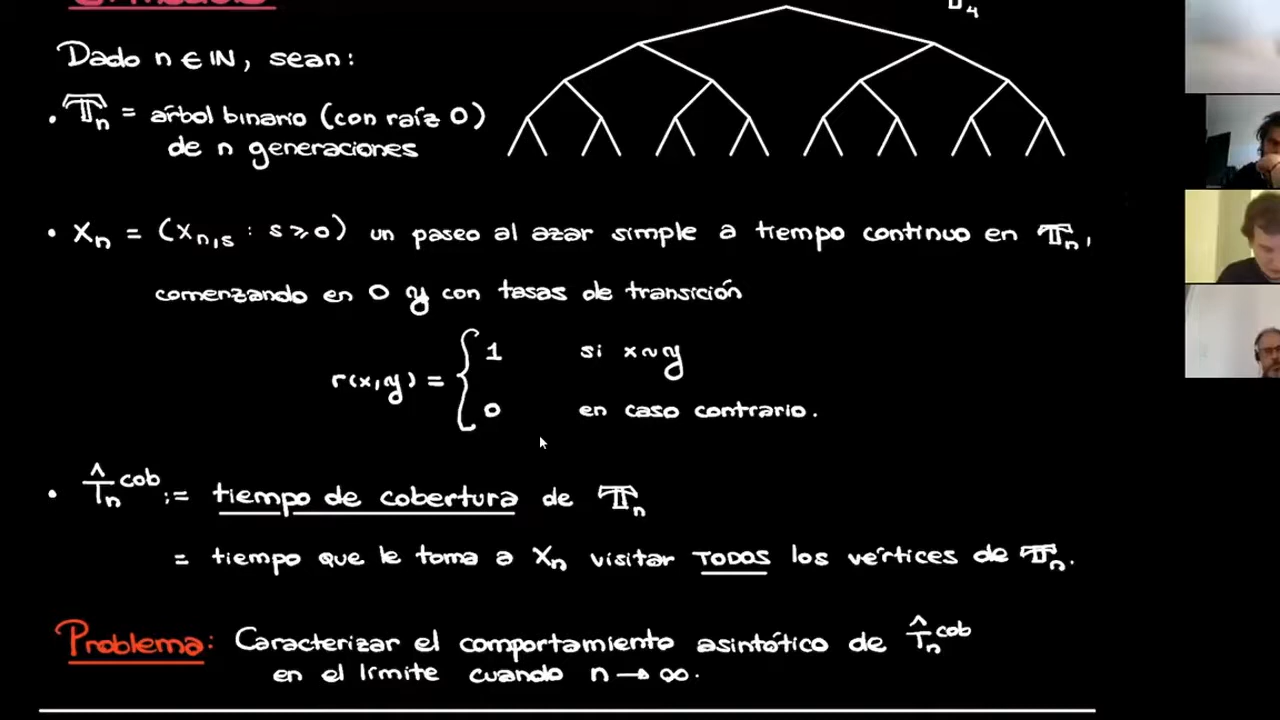 Dado n ∈ ℕ, sean:
• 𝕋n = árbol binario (con raíz 0)
de n generaciones
• Xn = (Xn,s : s ⩾ 0) un paseo al azar simple a tiempo continuo en 𝕋n,
comenzando en 0 y con tasas de transición
r(x,y) = { 1 si x~y
0 en caso contrario.
• T̂n^cob := tiempo de cobertura de 𝕋n
= tiempo que le toma a Xn visitar TODOS los vértices de 𝕋n.
Problema: Caracterizar el comportamiento asintótico de T̂n^cob
en el límite cuando n → ∞.